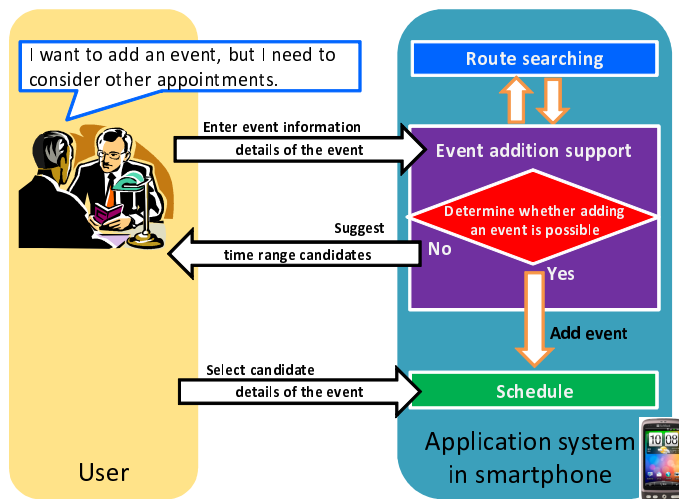 I want to add an event, but I need to
consider other appointments.
Route searching
Enter event information
details of the event
Event addition support
Determine whether adding
an event is possible
No
Yes
Suggest
time range candidates
Add event
Select candidate
details of the event
Schedule
User
Application system
in smartphone